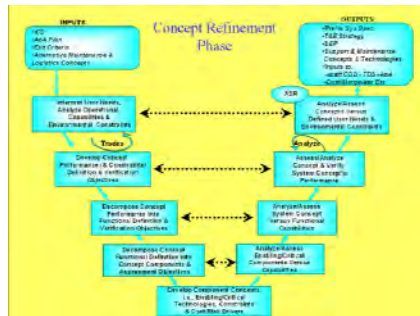 INPUTS
•ICD
•AoA Plan
•Exit Criteria
•Alternative Maintenance &
Logistics Concepts
Concept Refinement
Phase
OUTPUTS
•Prelim Sys Spec
•T&E Strategy
•SEP
•Support & Maintenance
Concepts & Technologies
•Inputs to:
-draft CDD -TDS -AoA
-Cost/Manpower Est.
ASR
Interpret User Needs,
Analyze Operational
Capabilities &
Environmental Constraints
Analyze/Assess
Concepts Versus
Defined User Needs &
Environmental Constraints
Trades
Analyze
Develop Concept
Performance (& Constraints)
Definition & Verification
Objectives
Assess/Analyze
Concept & Verify
System Concept's
Performance
Decompose Concept
Performance into
Functional Definition &
Verification Objectives
Analyze/Assess
System Concept
Versus Functional
Capabilities
Decompose Concept
Functional Definition into
Concept Components &
Assessment Objectives
Analyze/Assess
Enabling/Critical
Components Versus
Capabilities
Develop Component Concepts,
i.e., Enabling/Critical
Technologies, Constraints
& Cost/Risk Drivers